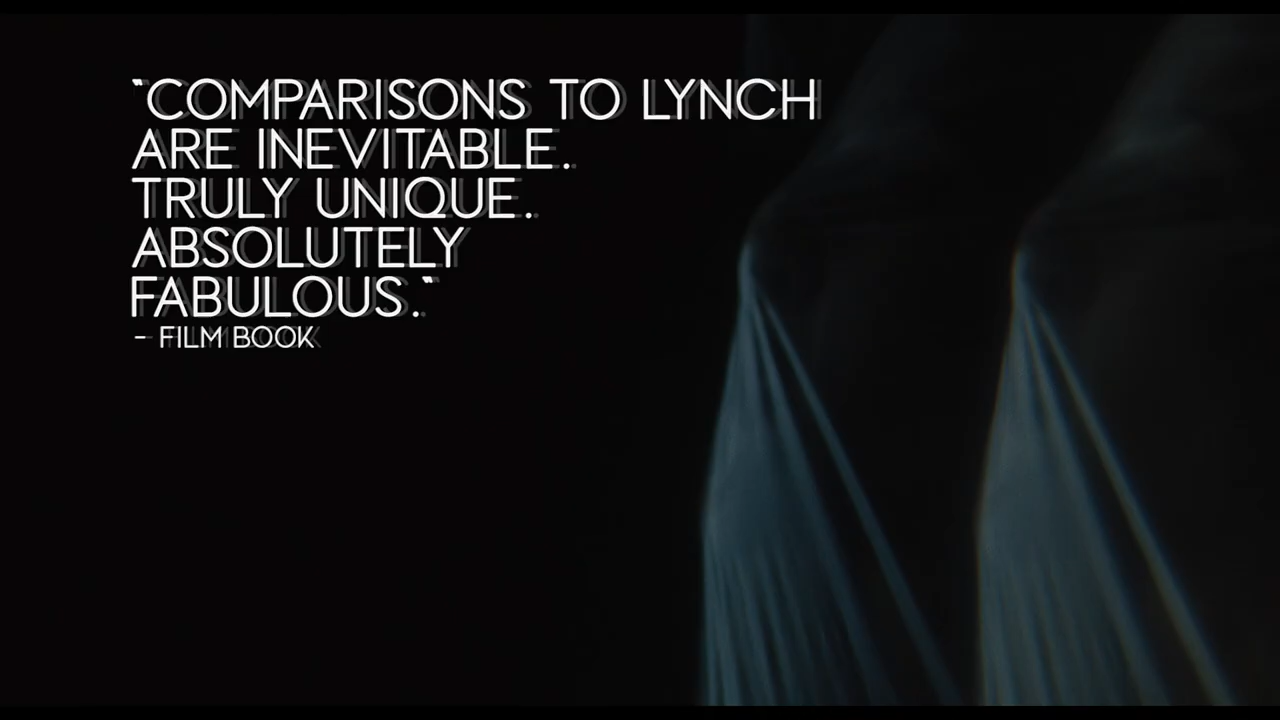 "COMPARISONS TO LYNCH
ARE INEVITABLE.
TRULY UNIQUE.
ABSOLUTELY
FABULOUS."
- FILM BOOK